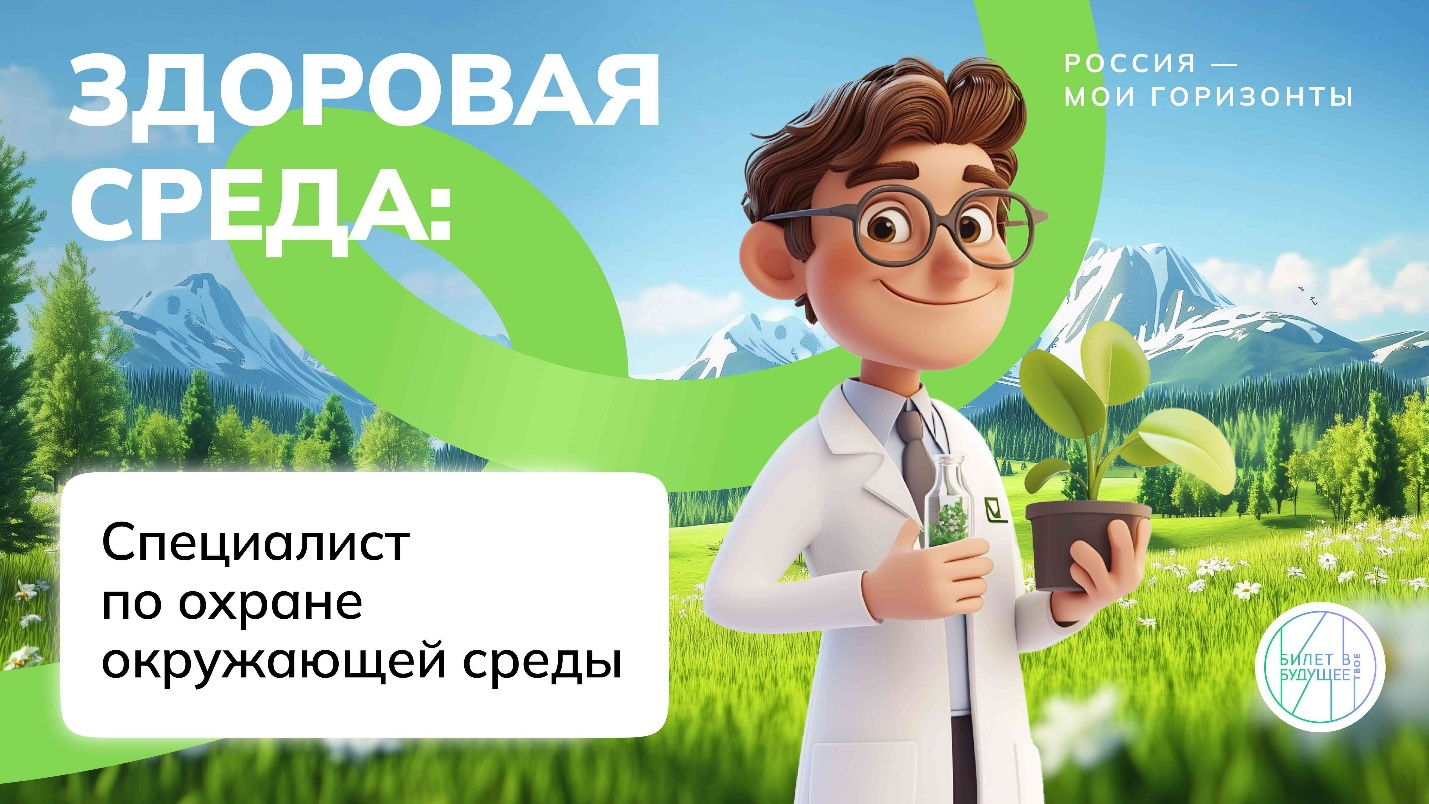 ЗДОРОВАЯ
СРЕДА:
РОССИЯ —
МОИ ГОРИЗОНТЫ
Специалист
по охране
окружающей среды
БИЛЕТ В
БУДУЩЕЕ
ТВОЕ